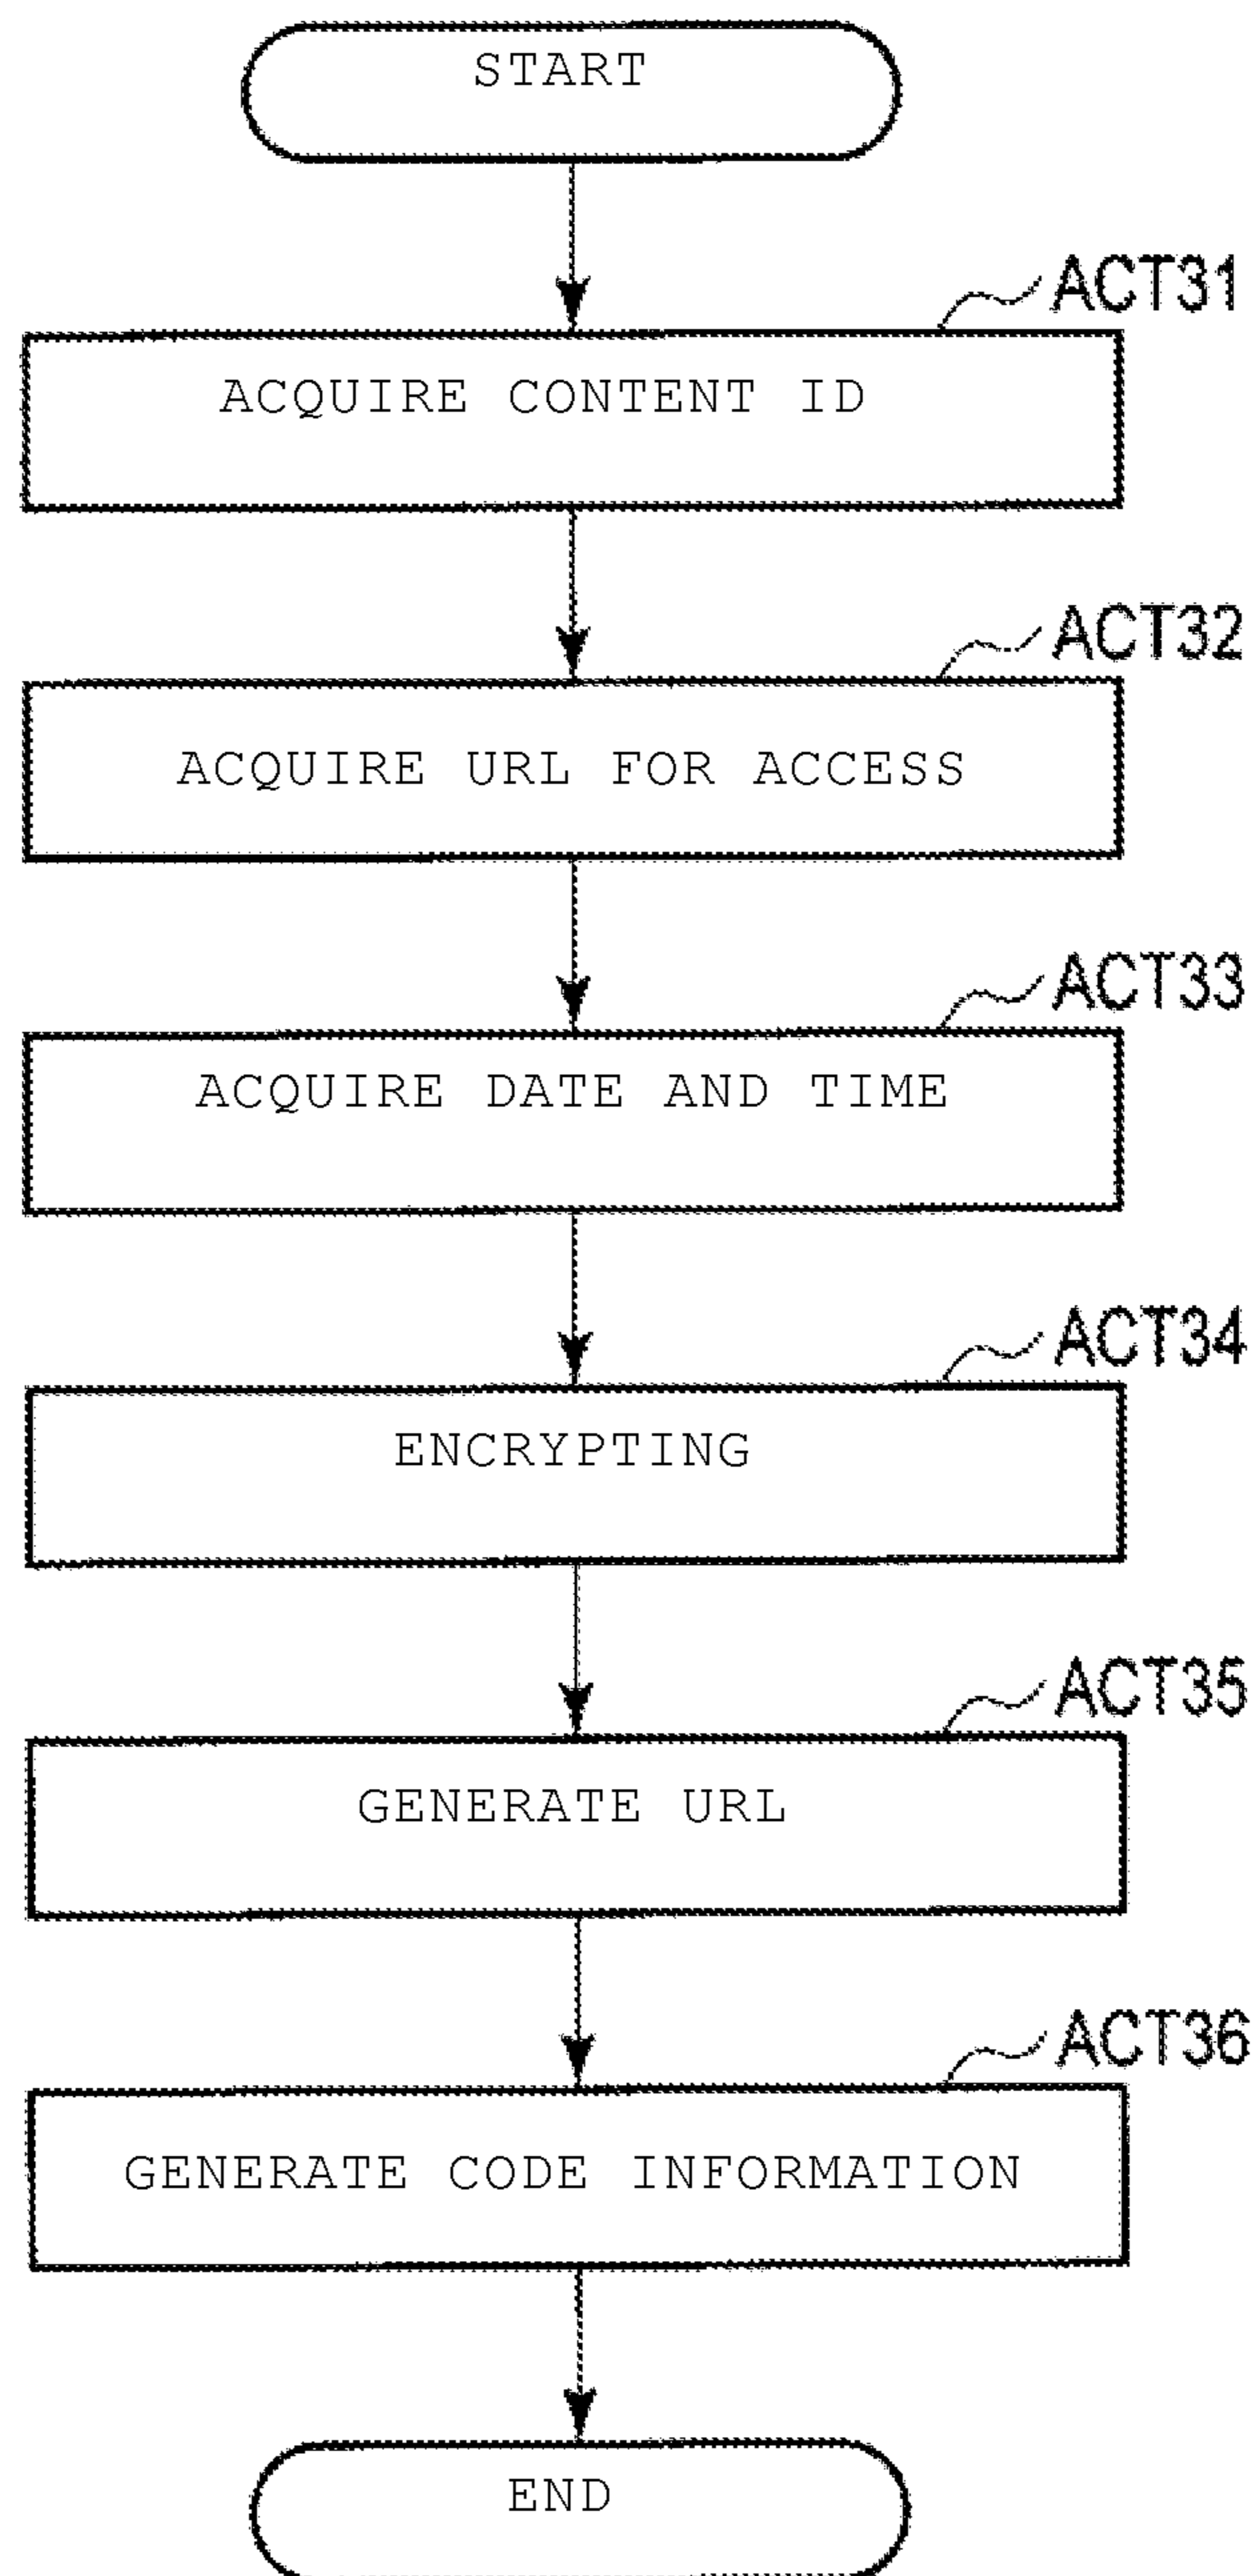 START
ACT31
ACQUIRE CONTENT ID
ACT32
ACQUIRE URL FOR ACCESS
ACT33
ACQUIRE DATE AND TIME
ACT34
ENCRYPTING
ACT35
GENERATE URL
ACT36
GENERATE CODE INFORMATION
END